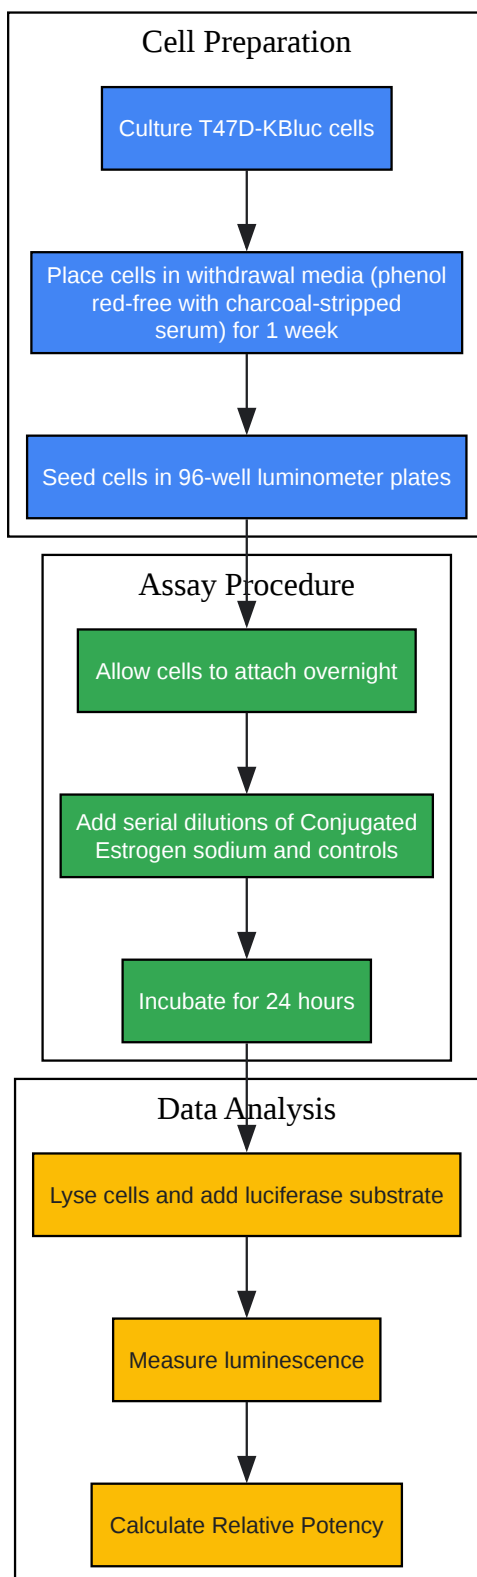 Cell Preparation
Culture T47D-KBluc cells
Place cells in withdrawal media (phenol
red-free with charcoal-stripped
serum) for 1 week
Seed cells in 96-well luminometer plates
Assay Procedure
Allow cells to attach overnight
Add serial dilutions of Conjugated
Estrogen sodium and controls
Incubate for 24 hours
Data Analysis
Lyse cells and add luciferase substrate
Measure luminescence
Calculate Relative Potency